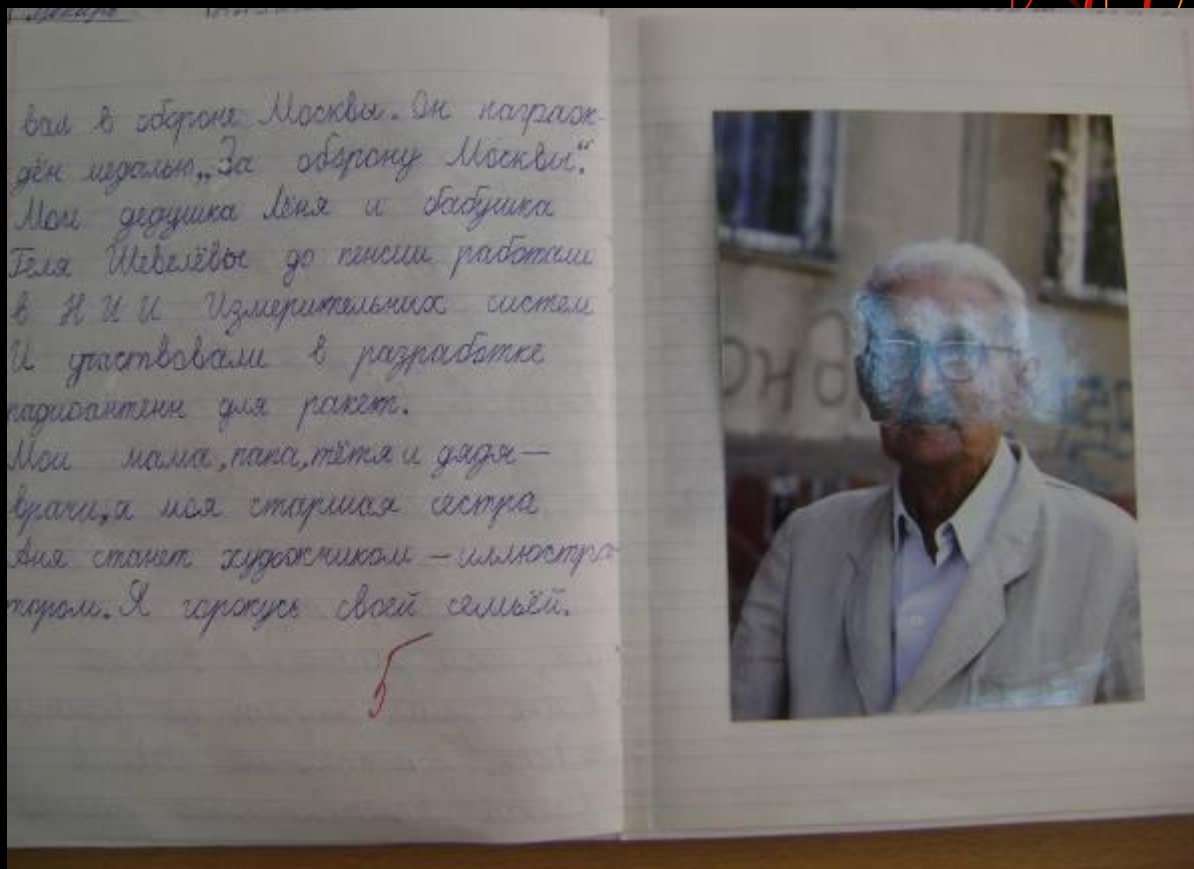 вал в обороне Москвы. Он награж-
дён медалью „За оборону Москвы“.
Мои дедушка Лёня и бабушка
Геля Шевелёвы до пенсии работали
в НИИ Измерительных систем
И участвовали в разработке
радиоантенн для ракет.
Мои мама, папа, тётя и дядя —
врачи, а моя старшая сестра
Аня станет художником — иллюстра-
тором. Я горжусь своей семьёй.
5